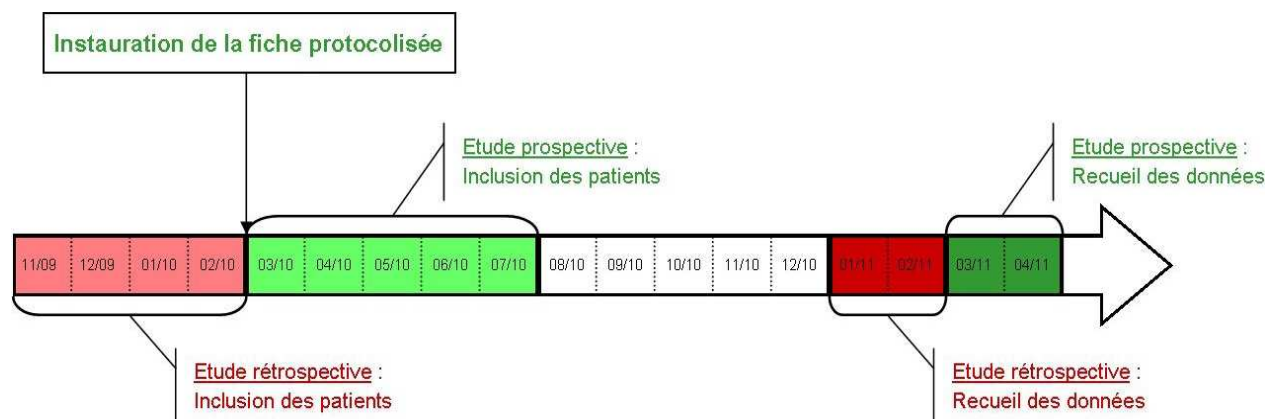 Instauration de la fiche protocolisée
Etude prospective :
Inclusion des patients
Etude prospective :
Recueil des données
11/09 12/09 01/10 02/10 03/10 04/10 05/10 06/10 07/10 08/10 09/10 10/10 11/10 12/10 01/11 02/11 03/11 04/11
Etude rétrospective :
Inclusion des patients
Etude rétrospective :
Recueil des données